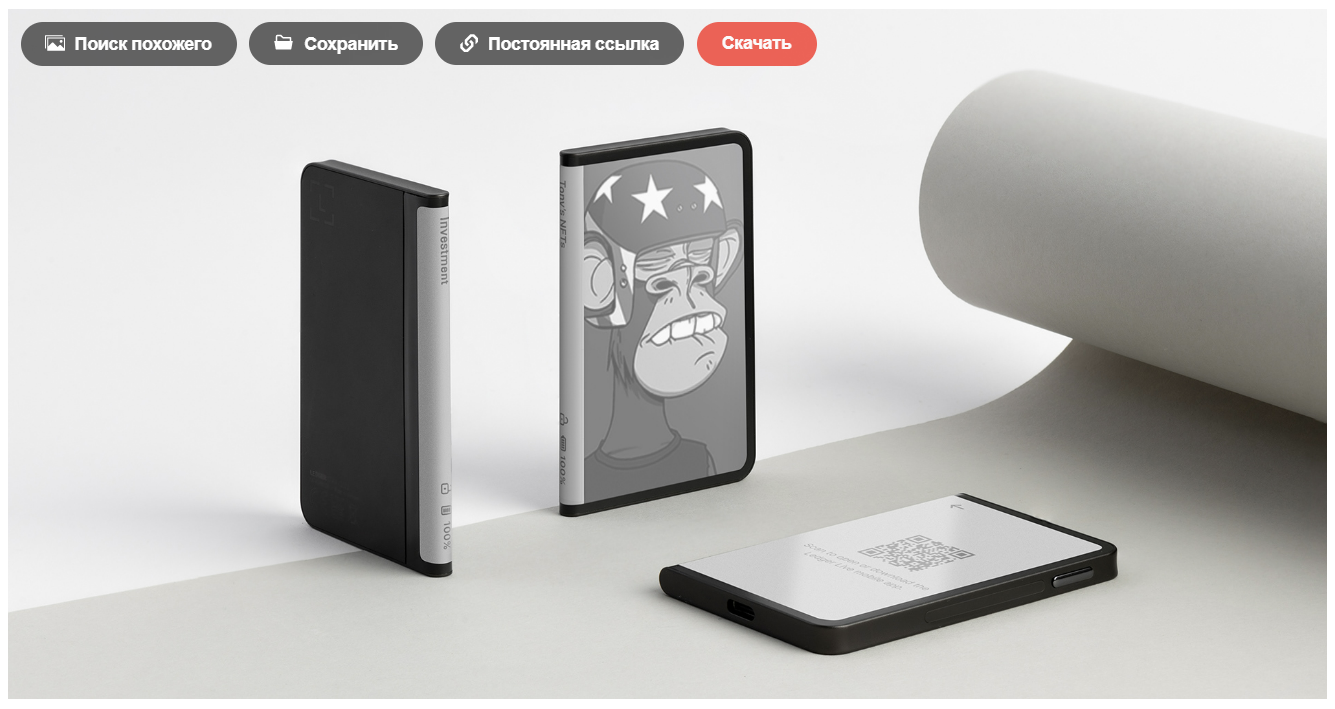 Поиск похожего
Сохранить
Постоянная ссылка
Скачать
Investment
100%
Tony's NFTs
100%
Scan to open or download the
Ledger Live mobile app